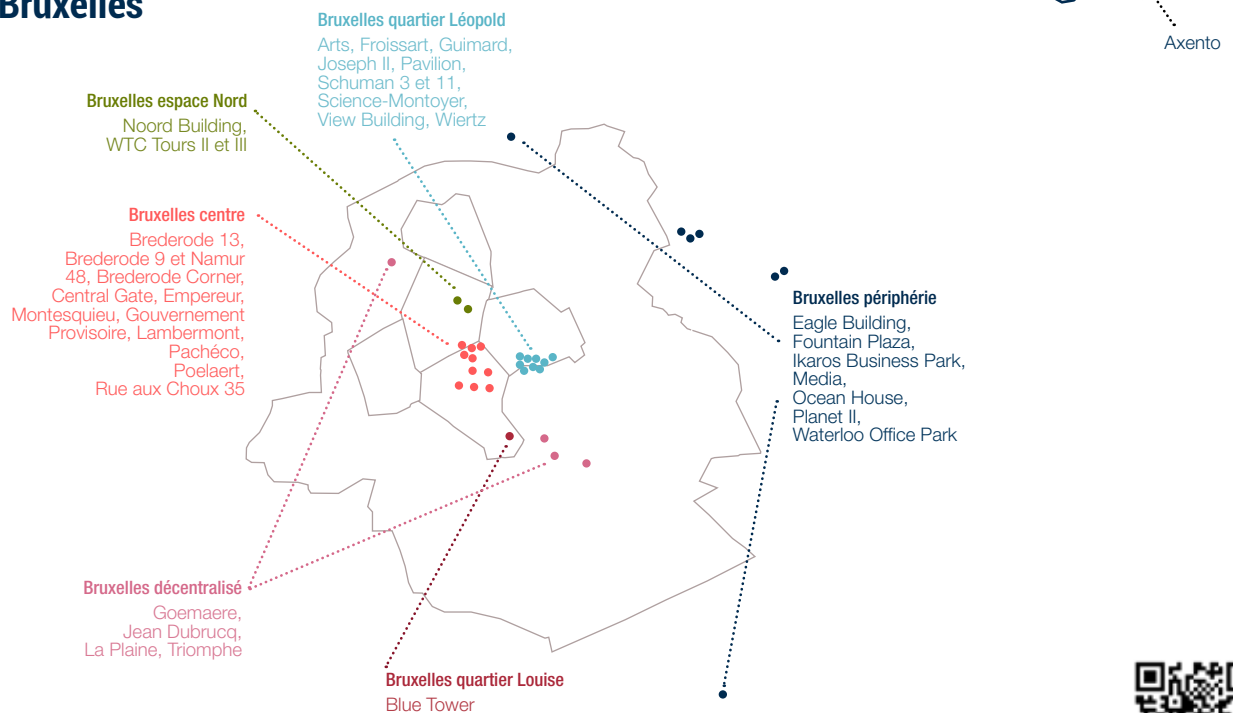 Bruxelles
Axento
Bruxelles quartier Léopold
Arts, Froissart, Guimard,
Joseph II, Pavilion,
Schuman 3 et 11,
Science-Montoyer,
View Building, Wiertz
Bruxelles espace Nord
Noord Building,
WTC Tours II et III
Bruxelles centre
Brederode 13,
Brederode 9 et Namur
48, Brederode Corner,
Central Gate, Empereur,
Montesquieu, Gouvernement
Provisoire, Lambermont,
Pachéco,
Poelaert,
Rue aux Choux 35
Bruxelles périphérie
Eagle Building,
Fountain Plaza,
Ikaros Business Park,
Media,
Ocean House,
Planet II,
Waterloo Office Park
Bruxelles décentralisé
Goemaere,
Jean Dubrucq,
La Plaine, Triomphe
Bruxelles quartier Louise
Blue Tower